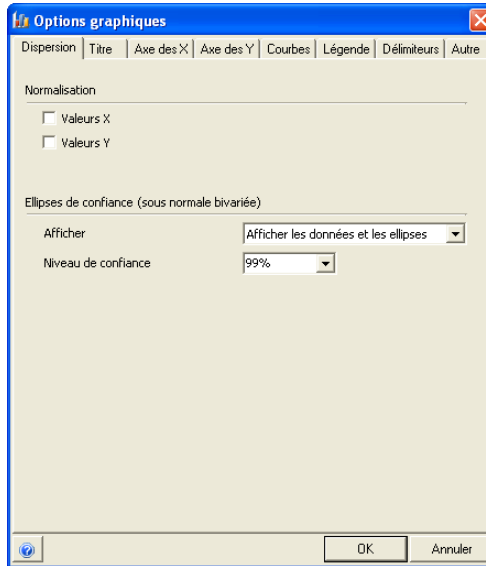 Options graphiques
Dispersion Titre Axe des X Axe des Y Courbes Légende Délimiteurs Autre
Normalisation
Valeurs X
Valeurs Y
Ellipses de confiance (sous normale bivariée)
Afficher Afficher les données et les ellipses
Niveau de confiance 99%
OK Annuler